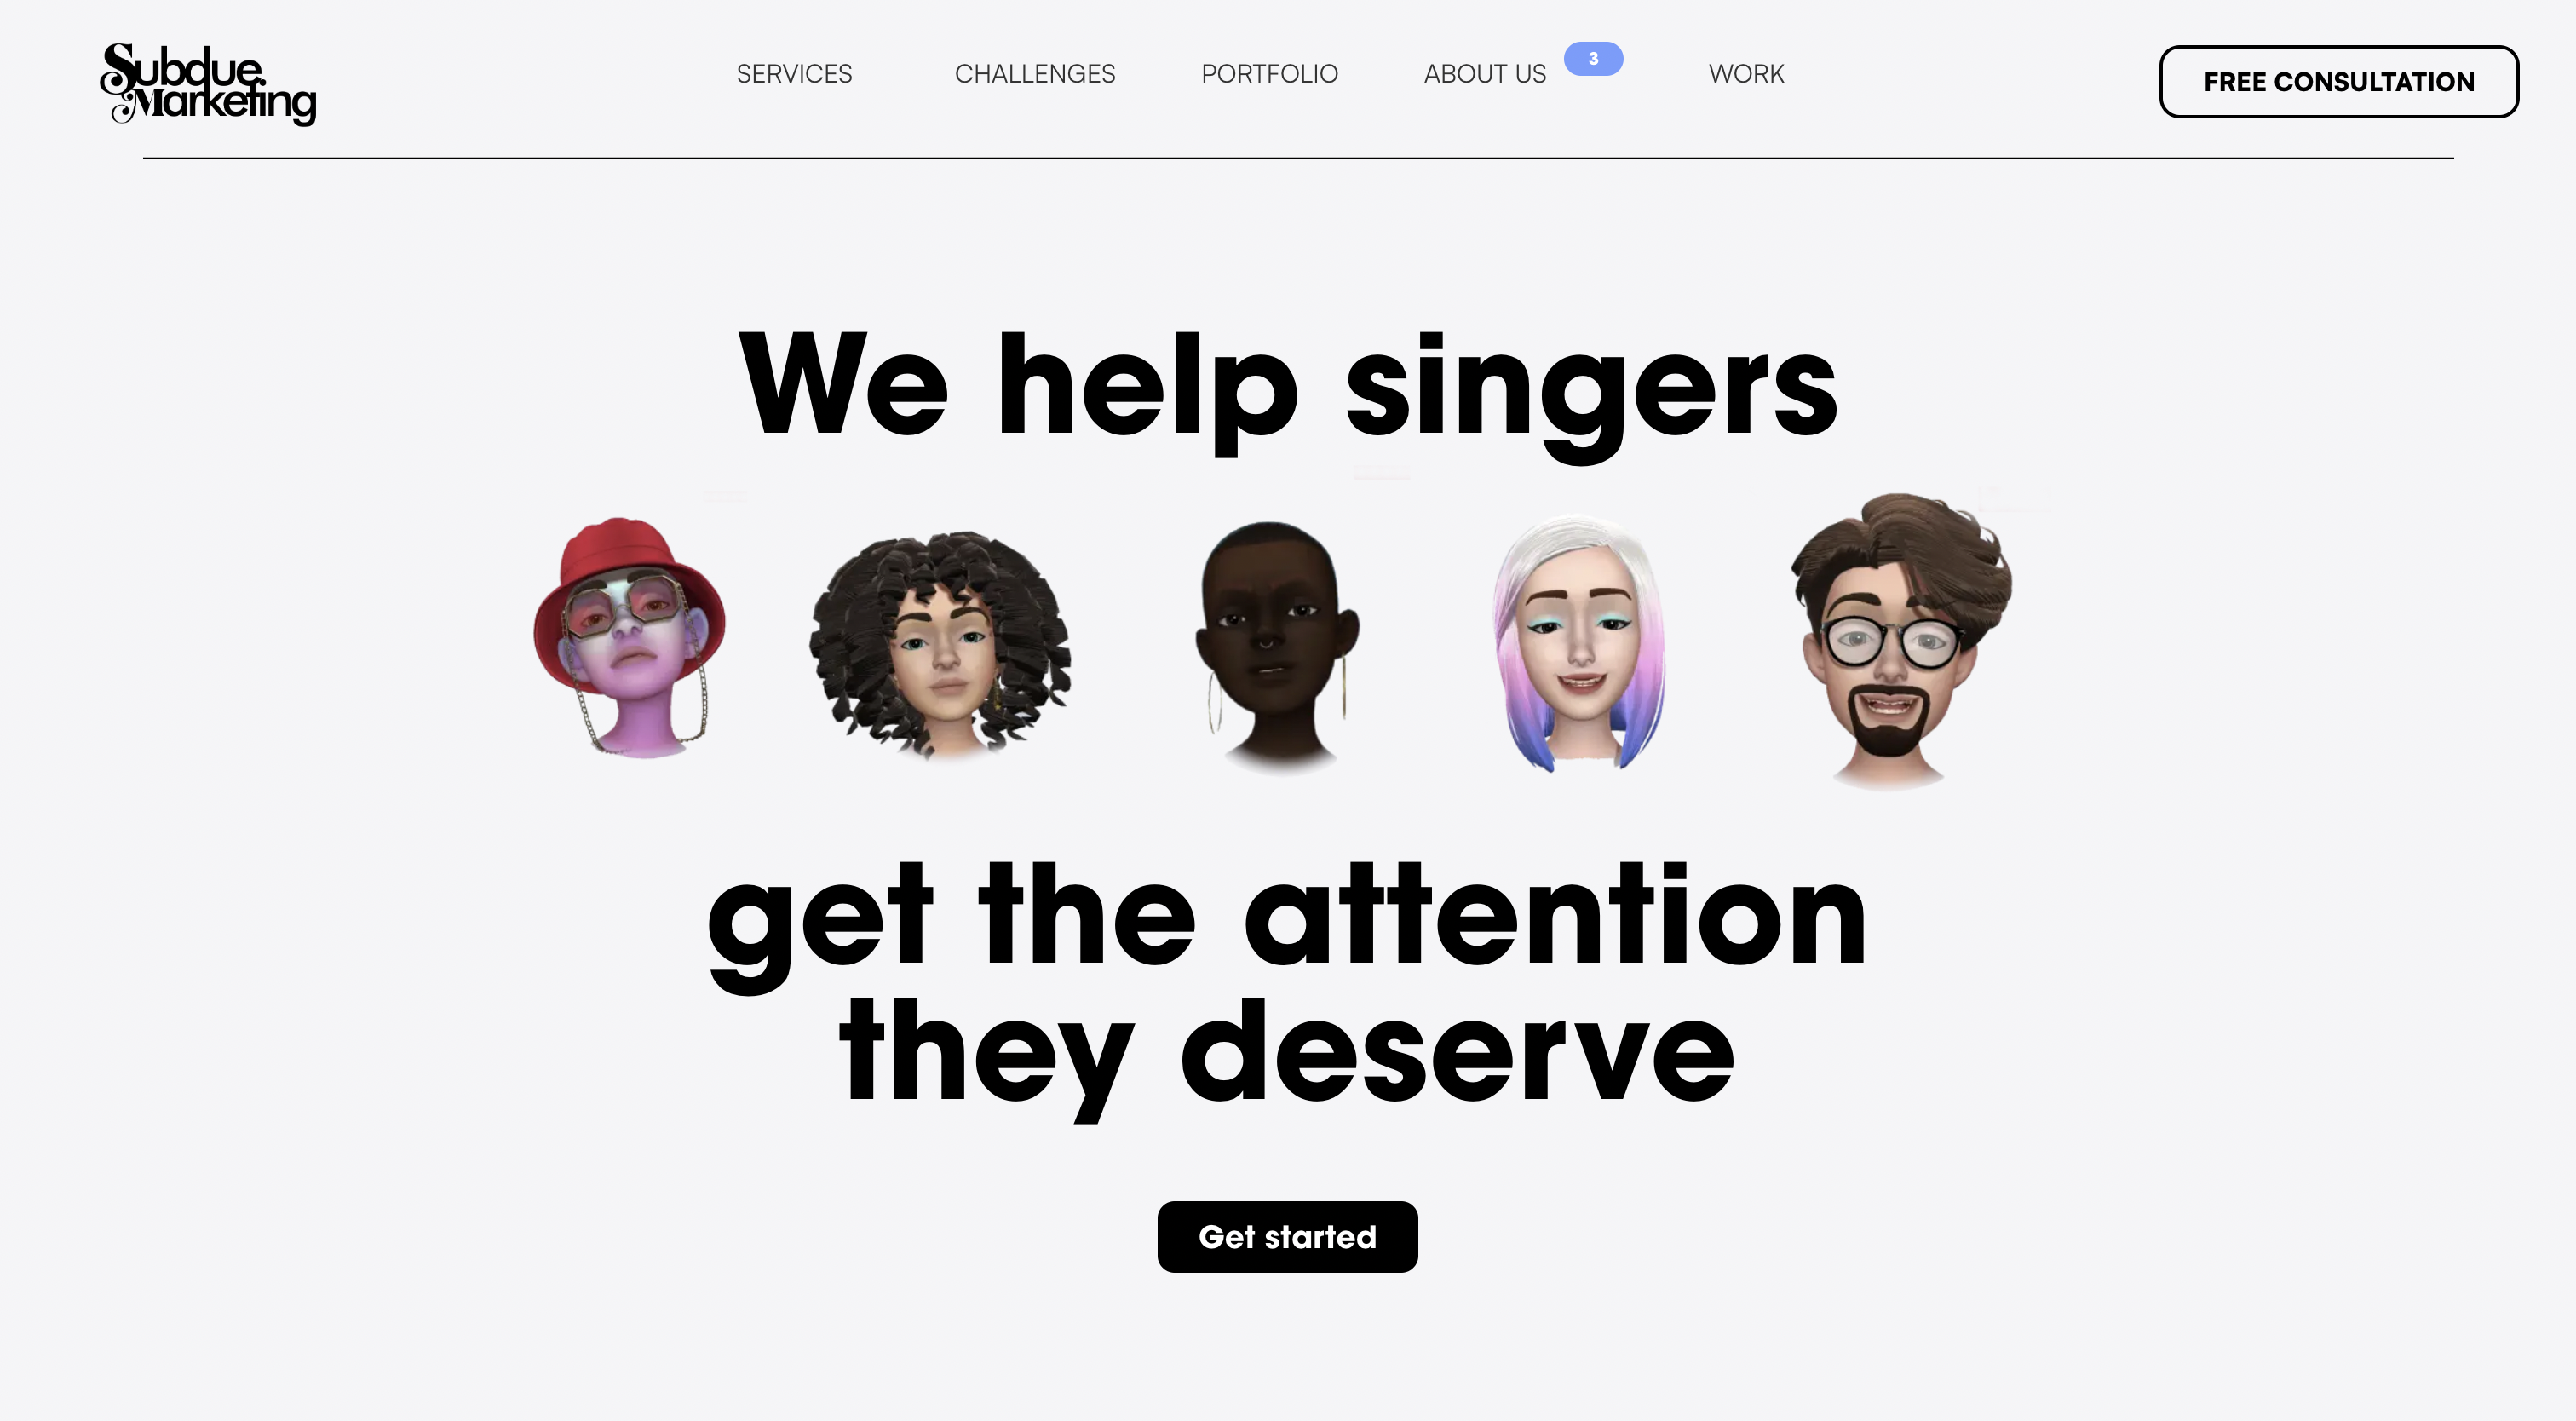 Subdue
Marketing
SERVICES
CHALLENGES
PORTFOLIO
ABOUT US
3
WORK
FREE CONSULTATION
We help singers
get the attention
they deserve
Get started